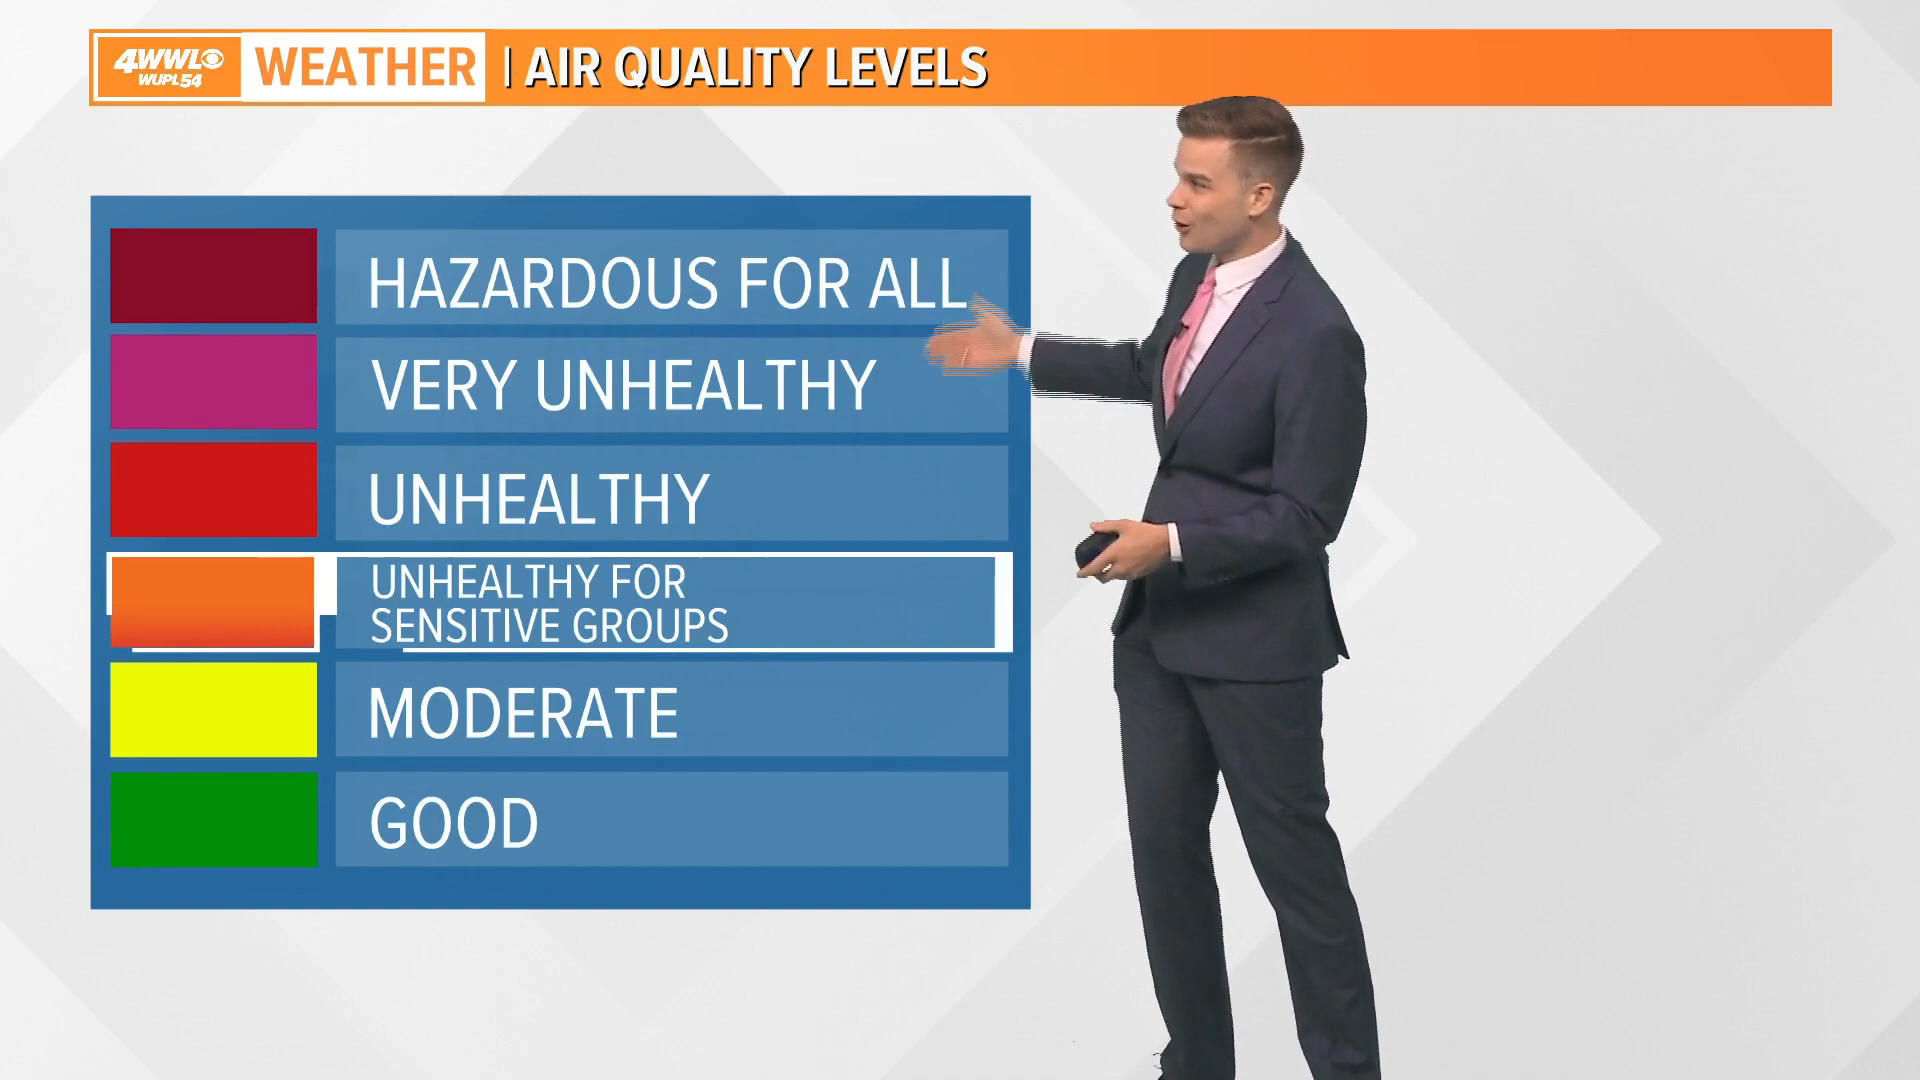 4WWL
WUPL54
WEATHER | AIR QUALITY LEVELS
HAZARDOUS FOR ALL
VERY UNHEALTHY
UNHEALTHY
UNHEALTHY FOR
SENSITIVE GROUPS
MODERATE
GOOD